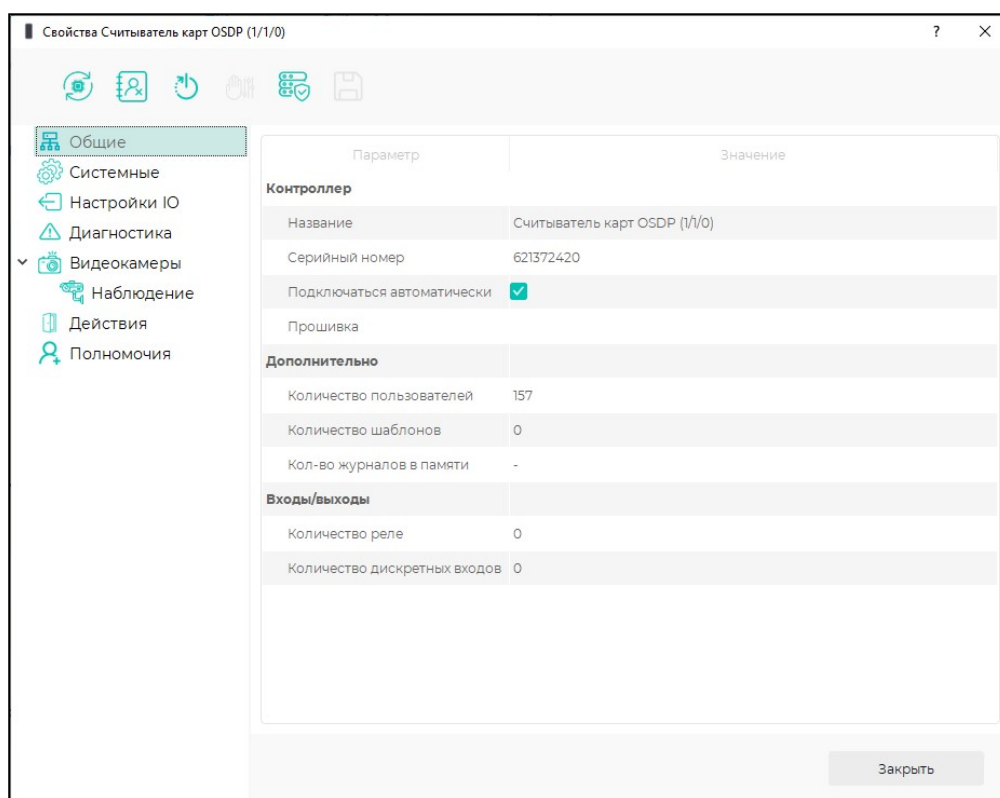 Свойства Считыватель карт OSDP (1/1/0) ?
Общие
Системные
Настройки IO
Диагностика
Видеокамеры
Наблюдение
Действия
Полномочия
Параметр Значение
Контроллер
Название Считыватель карт OSDP (1/1/0)
Серийный номер 621372420
Подключаться автоматически
Прошивка
Дополнительно
Количество пользователей 157
Количество шаблонов 0
Кол-во журналов в памяти -
Входы/выходы
Количество реле 0
Количество дискретных входов 0
Закрыть